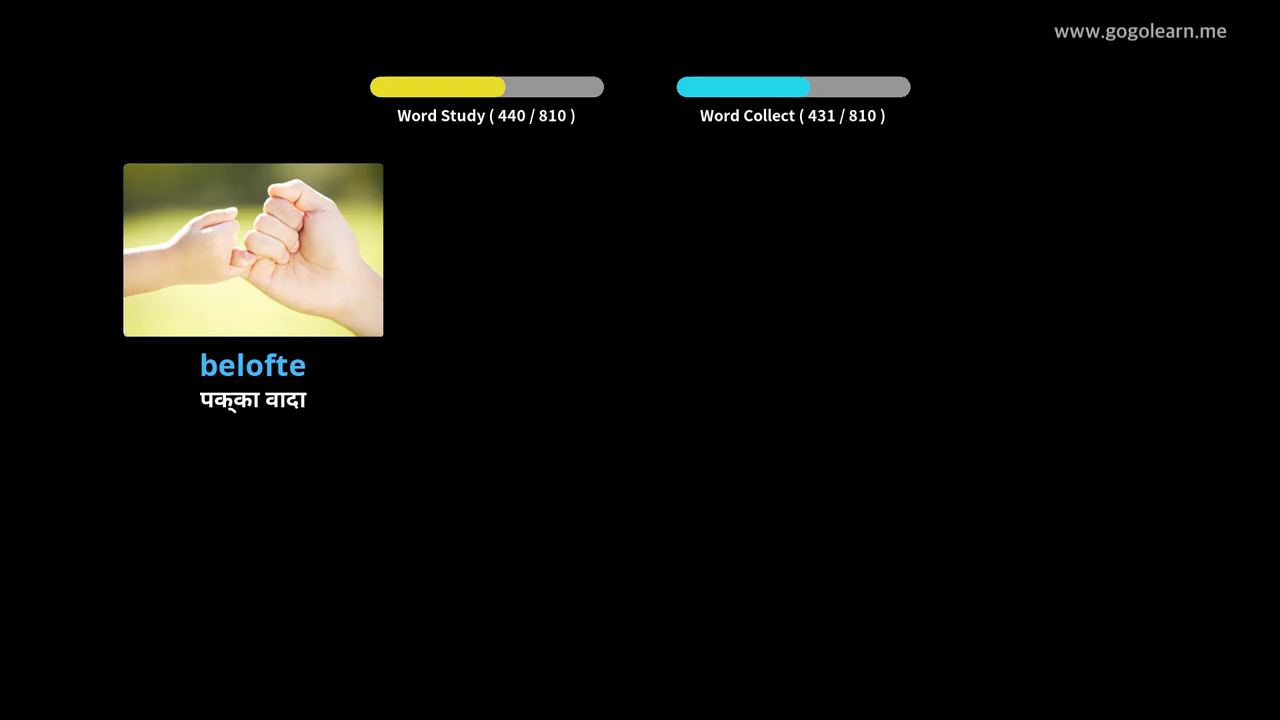 www.gogolearn.me
Word Study ( 440 / 810 )
Word Collect ( 431 / 810 )
belofte
पक्का वादा